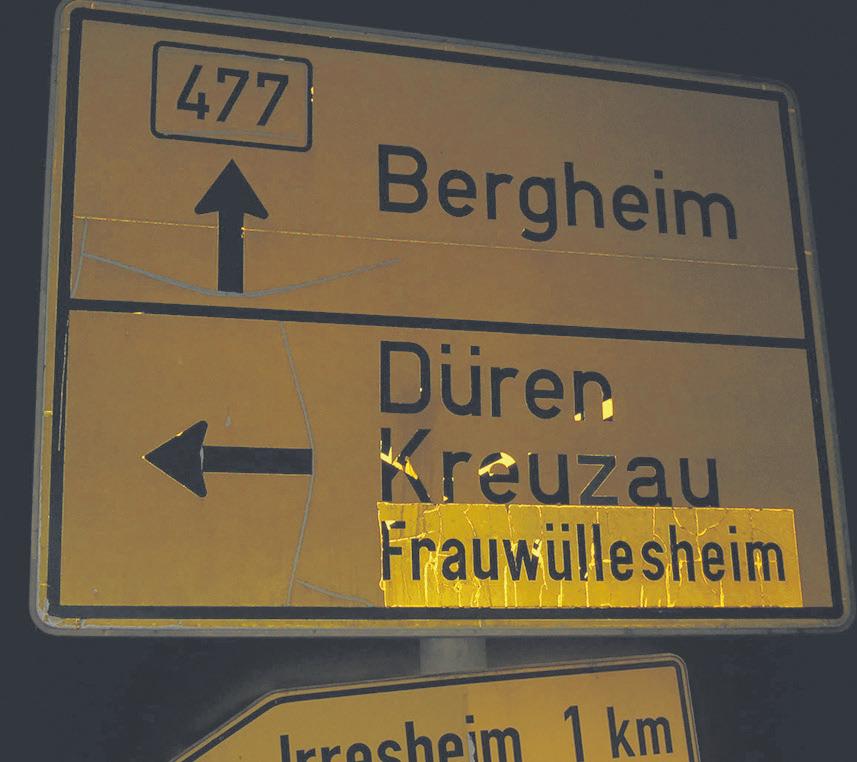 477
Bergheim
Düren
Kreuzau
Frauwüllesheim
Irresheim 1 km